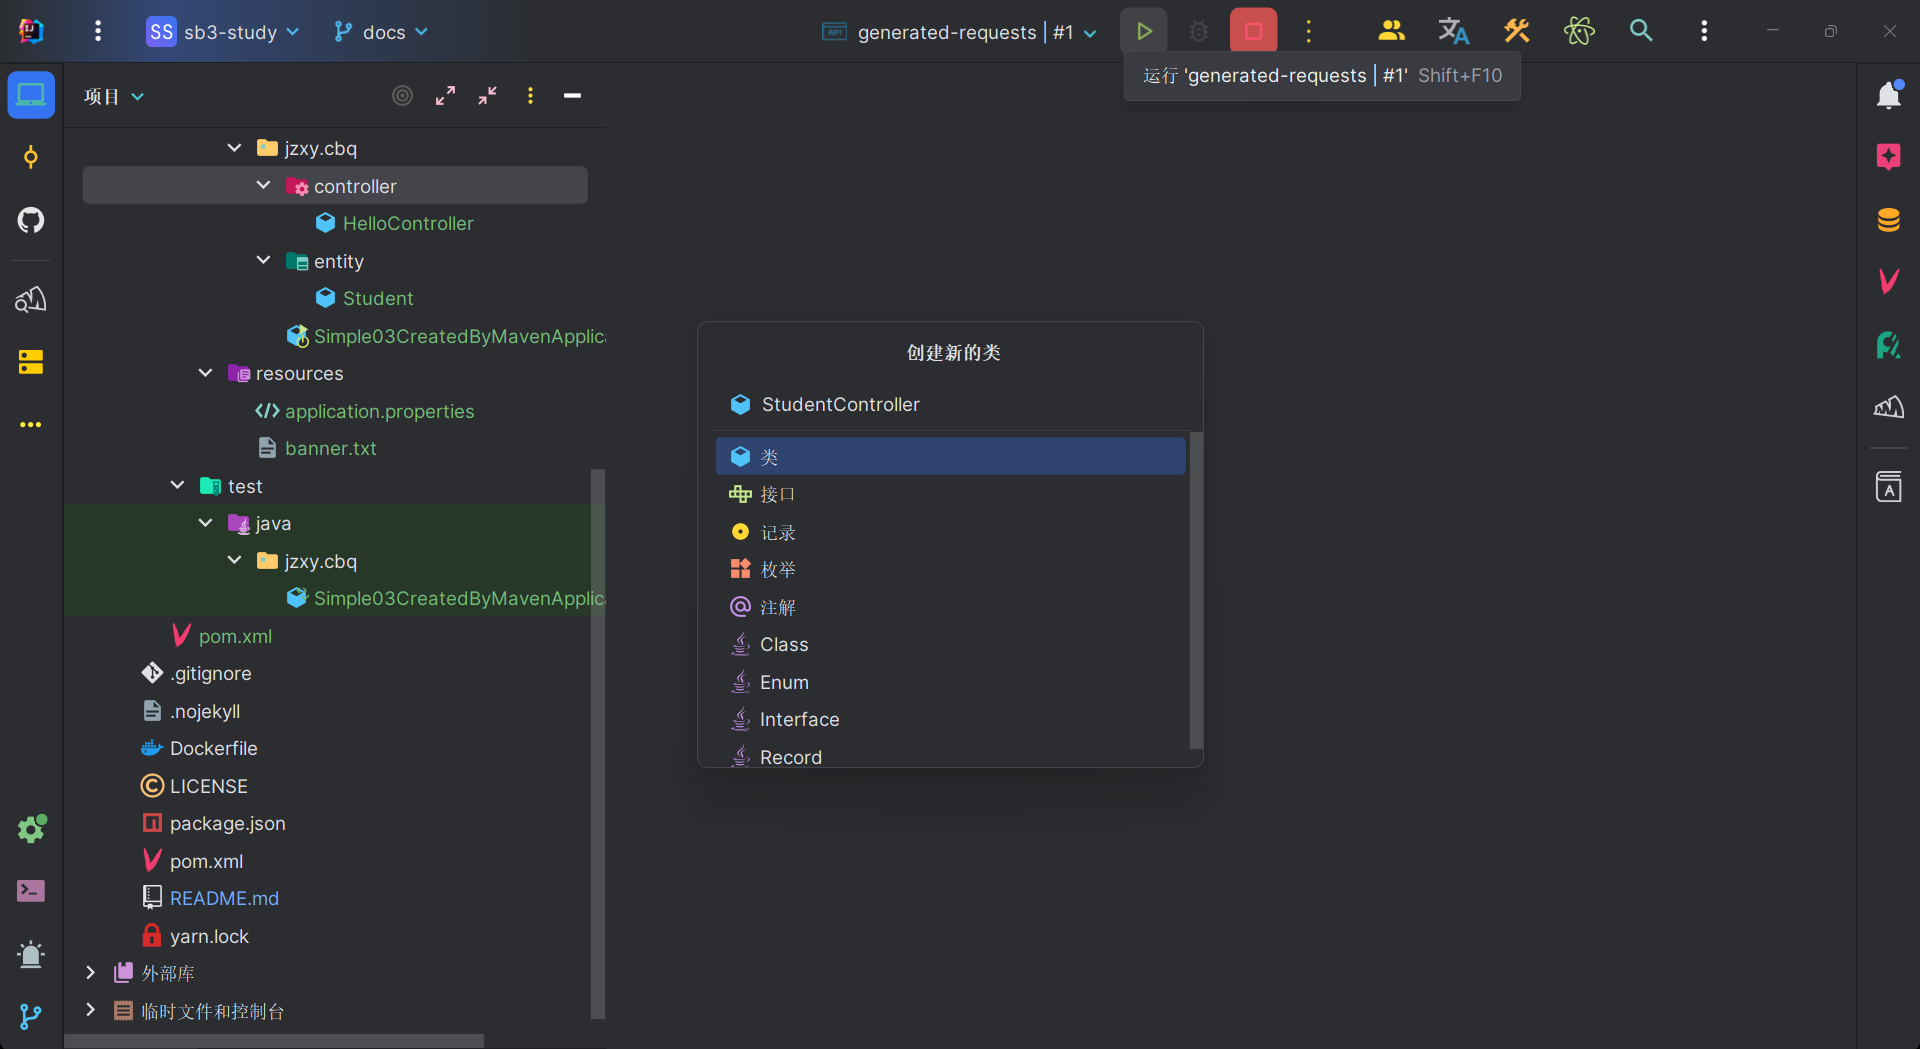 SS sb3-study docs generated-requests | #1
运行 'generated-requests | #1' Shift+F10
项目
jzxy.cbq
controller
HelloController
entity
Student
Simple03CreatedByMavenApplic
resources
application.properties
banner.txt
test
java
jzxy.cbq
Simple03CreatedByMavenApplic
pom.xml
.gitignore
.nojekyll
Dockerfile
LICENSE
package.json
pom.xml
README.md
yarn.lock
外部库
临时文件和控制台
创建新的类
StudentController
类
接口
记录
枚举
注解
Class
Enum
Interface
Record